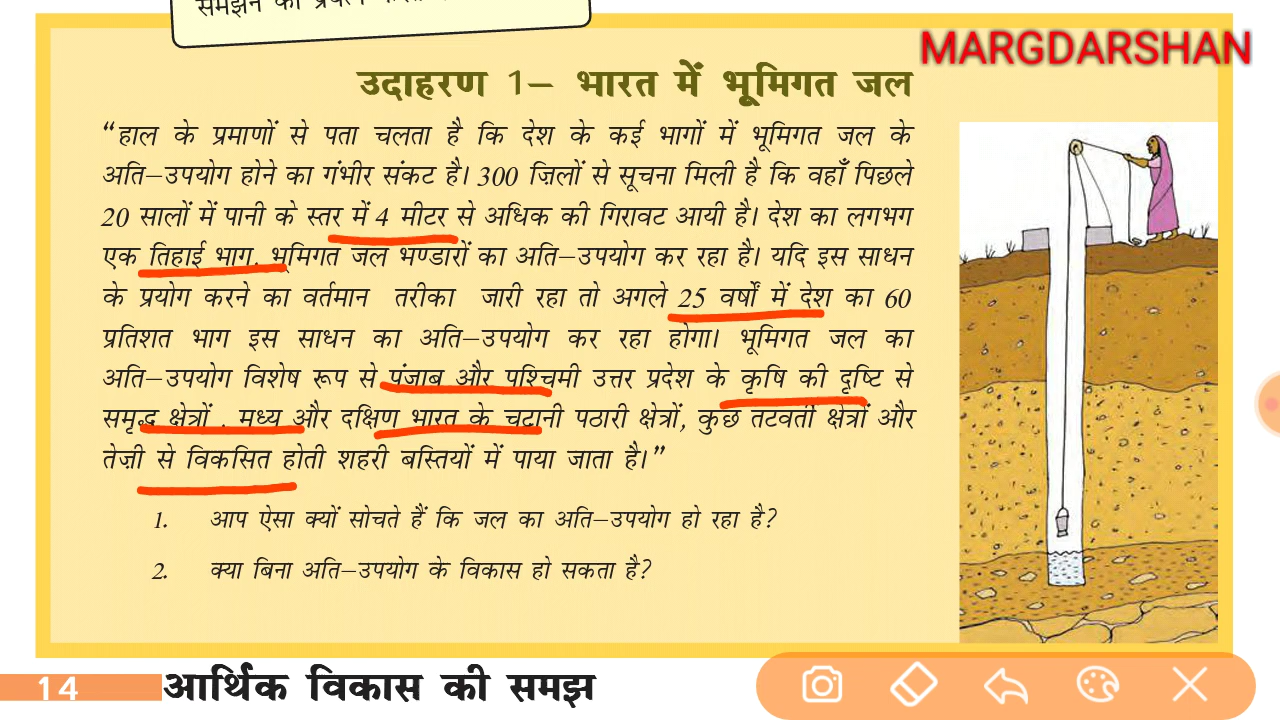 समझने का
MARGDARSHAN
उदाहरण 1– भारत में भूमिगत जल
“हाल के प्रमाणों से पता चलता है कि देश के कई भागों में भूमिगत जल के
अति–उपयोग होने का गंभीर संकट है। 300 ज़िलों से सूचना मिली है कि वहाँ पिछले
20 सालों में पानी के स्तर में 4 मीटर से अधिक की गिरावट आयी है। देश का लगभग
एक तिहाई भाग, भूमिगत जल भण्डारों का अति–उपयोग कर रहा है। यदि इस साधन
के प्रयोग करने का वर्तमान तरीका जारी रहा तो अगले 25 वर्षों में देश का 60
प्रतिशत भाग इस साधन का अति–उपयोग कर रहा होगा। भूमिगत जल का
अति–उपयोग विशेष रूप से पंजाब और पश्चिमी उत्तर प्रदेश के कृषि की दृष्टि से
समृद्ध क्षेत्रों , मध्य और दक्षिण भारत के चटानी पठारी क्षेत्रों, कुछ तटवर्ती क्षेत्रों और
तेज़ी से विकसित होती शहरी बस्तियों में पाया जाता है।”
1. आप ऐसा क्यों सोचते हैं कि जल का अति–उपयोग हो रहा है?
2. क्या बिना अति–उपयोग के विकास हो सकता है?
14 आर्थिक विकास की समझ